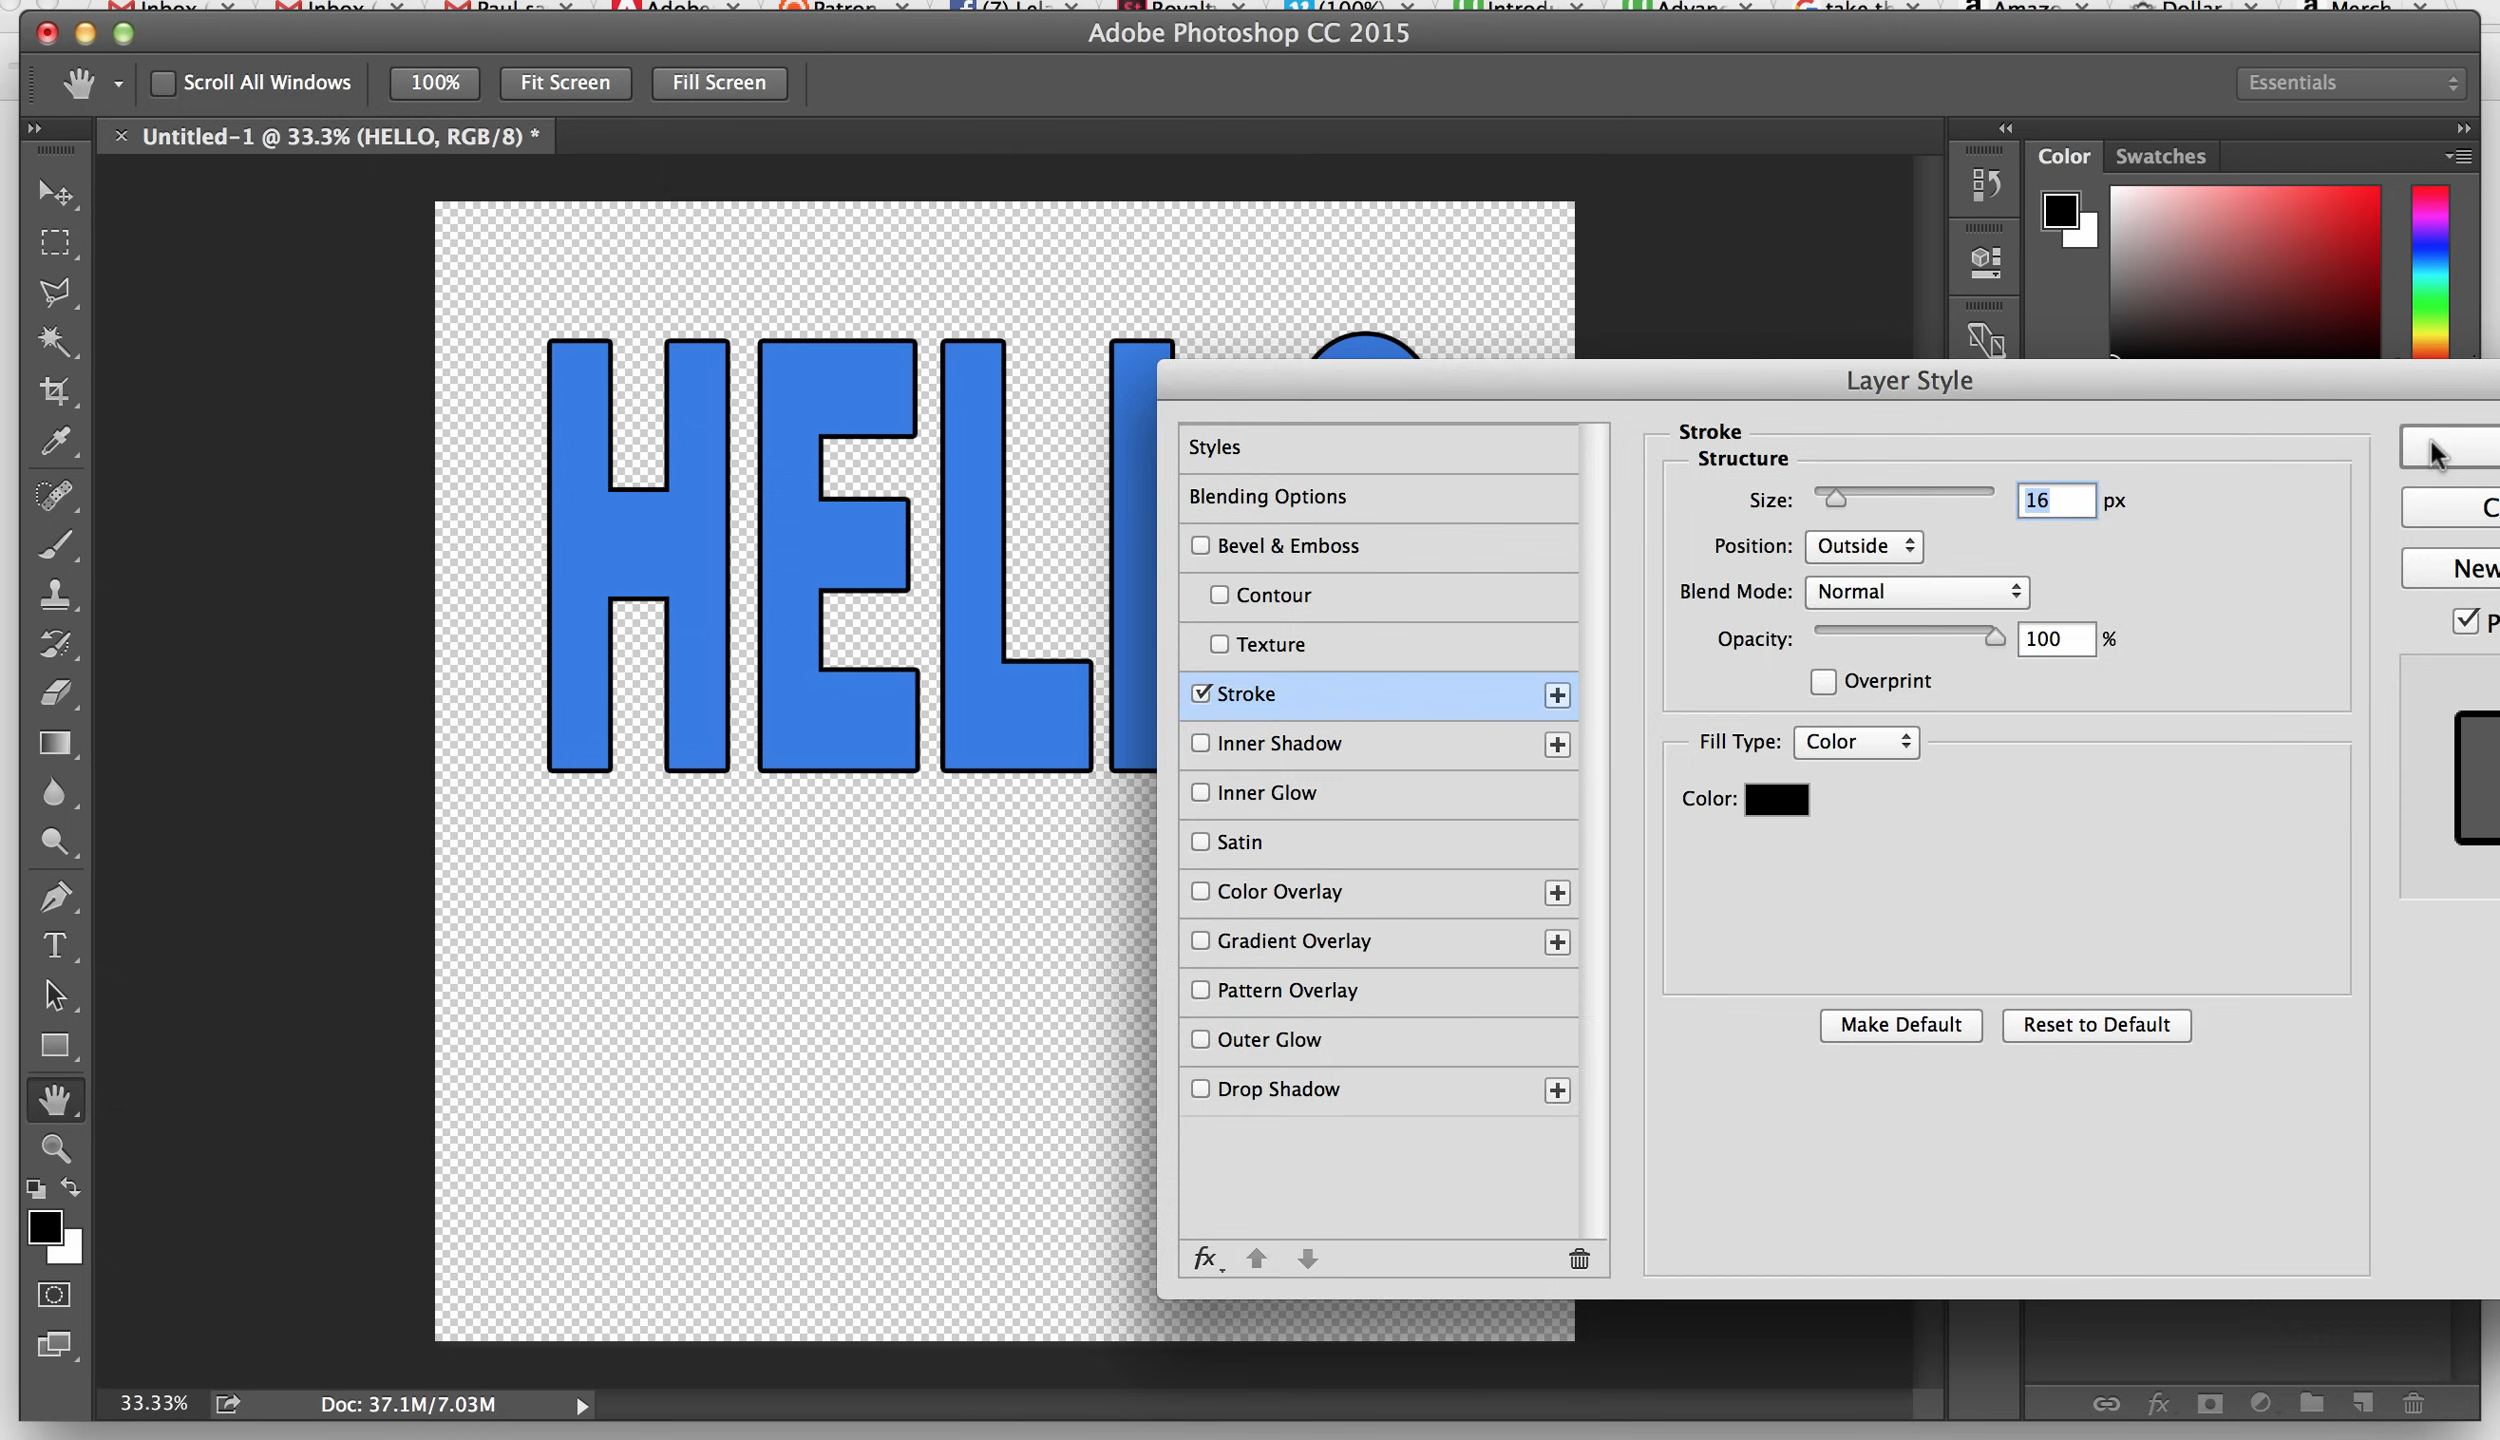 Adobe Photoshop CC 2015
Scroll All Windows 100% Fit Screen Fill Screen Essentials
× Untitled-1 @ 33.3% (HELLO, RGB/8) *
Color Swatches
HELL
Layer Style
Styles
Blending Options
Bevel & Emboss
Contour
Texture
Stroke
Inner Shadow
Inner Glow
Satin
Color Overlay
Gradient Overlay
Pattern Overlay
Outer Glow
Drop Shadow
fx
Stroke
Structure
Size: 16 px
Position: Outside
Blend Mode: Normal
Opacity: 100 %
Overprint
Fill Type: Color
Color:
Make Default Reset to Default
C
New
P
T
33.33% Doc: 37.1M/7.03M
fx